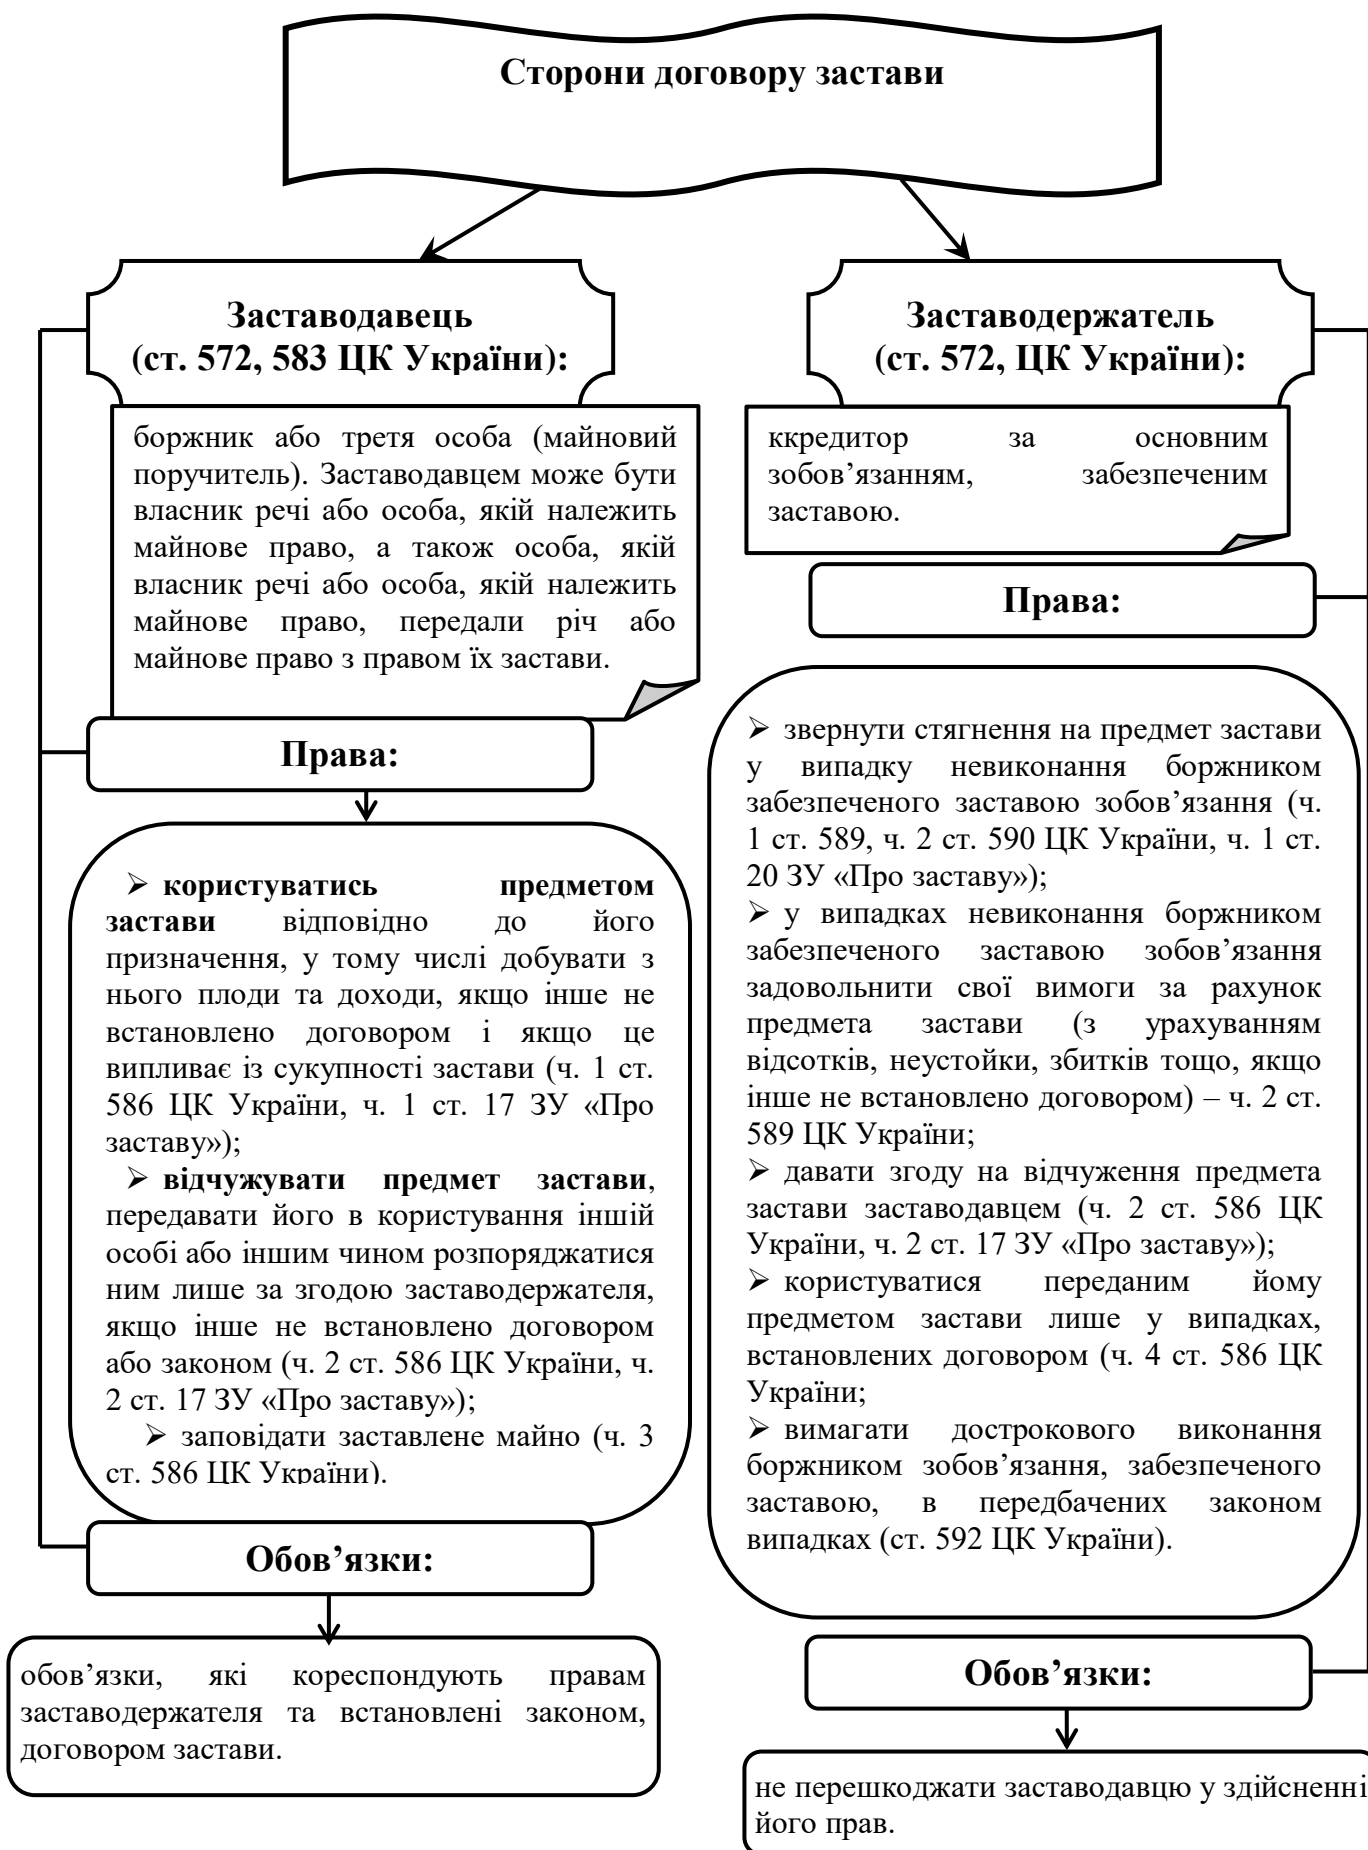 Сторони договору застави
Заставодавець
(ст. 572, 583 ЦК України):
боржник або третя особа (майновий
поручитель). Заставодавцем може бути
власник речі або особа, якій належить
майнове право, а також особа, якій
власник речі або особа, якій належить
майнове право, передали річ або
майнове право з правом їх застави.
Права:
➢ користуватись предметом
застави відповідно до його
призначення, у тому числі добувати з
нього плоди та доходи, якщо інше не
встановлено договором і якщо це
випливає із сукупності застави (ч. 1 ст.
586 ЦК України, ч. 1 ст. 17 ЗУ «Про
заставу»);
➢ відчужувати предмет застави,
передавати його в користування іншій
особі або іншим чином розпоряджатися
ним лише за згодою заставодержателя,
якщо інше не встановлено договором
або законом (ч. 2 ст. 586 ЦК України, ч.
2 ст. 17 ЗУ «Про заставу»);
➢ заповідати заставлене майно (ч. 3
ст. 586 ЦК України).
Обов’язки:
обов’язки, які кореспондують правам
заставодержателя та встановлені законом,
договором застави.
Заставодержатель
(ст. 572, ЦК України):
ккредитор за основним
зобов’язанням, забезпеченим
заставою.
Права:
➢ звернути стягнення на предмет застави
у випадку невиконання боржником
забезпеченого заставою зобов’язання (ч.
1 ст. 589, ч. 2 ст. 590 ЦК України, ч. 1 ст.
20 ЗУ «Про заставу»);
➢ у випадках невиконання боржником
забезпеченого заставою зобов’язання
задовольнити свої вимоги за рахунок
предмета застави (з урахуванням
відсотків, неустойки, збитків тощо, якщо
інше не встановлено договором) – ч. 2 ст.
589 ЦК України;
➢ давати згоду на відчуження предмета
застави заставодавцем (ч. 2 ст. 586 ЦК
України, ч. 2 ст. 17 ЗУ «Про заставу»);
➢ користуватися переданим йому
предметом застави лише у випадках,
встановлених договором (ч. 4 ст. 586 ЦК
України;
➢ вимагати дострокового виконання
боржником зобов’язання, забезпеченого
заставою, в передбачених законом
випадках (ст. 592 ЦК України).
Обов’язки:
не перешкоджати заставодавцю у здійсненні
його прав.